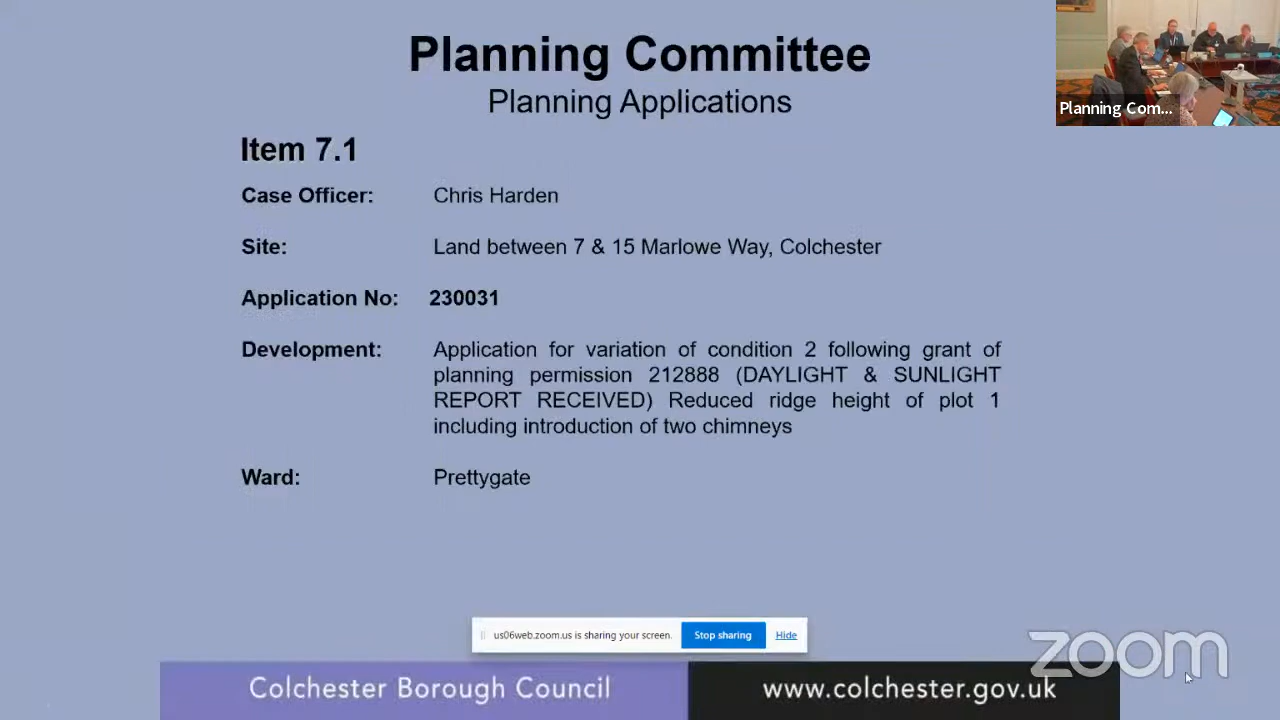 Planning Committee
Planning Applications
Planning Com...
Item 7.1
Case Officer: Chris Harden
Site: Land between 7 & 15 Marlowe Way, Colchester
Application No: 230031
Development: Application for variation of condition 2 following grant of
planning permission 212888 (DAYLIGHT & SUNLIGHT
REPORT RECEIVED) Reduced ridge height of plot 1
including introduction of two chimneys
Ward: Prettygate
us06web.zoom.us is sharing your screen. Stop sharing Hide
zoom
Colchester Borough Council www.colchester.gov.uk